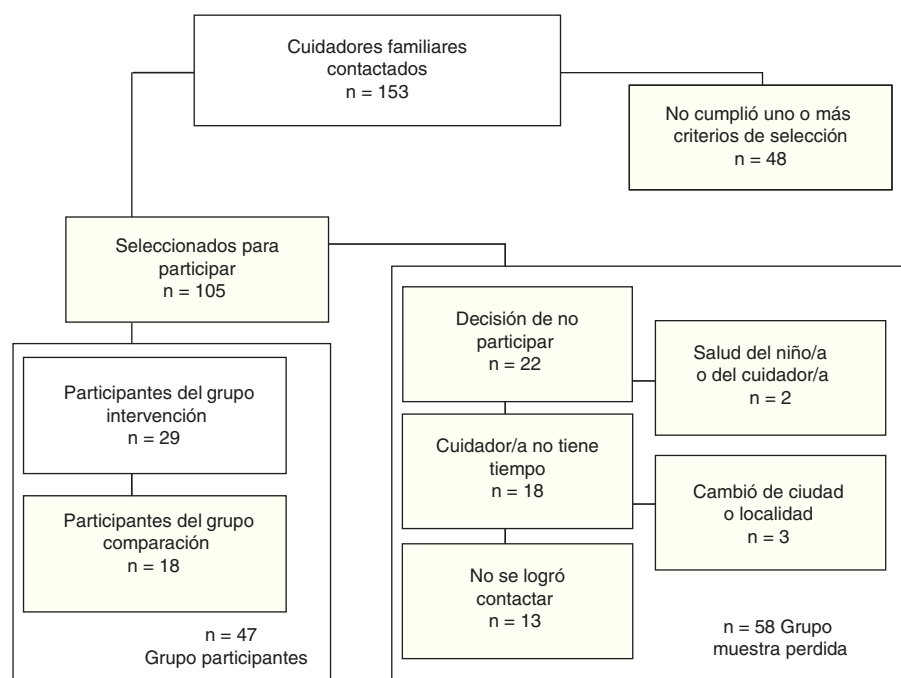 Cuidadores familiares
contactados
n = 153
No cumplió uno o más
criterios de selección
n = 48
Seleccionados para
participar
n = 105
Participantes del grupo
intervención
n = 29
Participantes del grupo
comparación
n = 18
n = 47
Grupo participantes
Decisión de no
participar
n = 22
Salud del niño/a
o del cuidador/a
n = 2
Cuidador/a no tiene
tiempo
n = 18
Cambió de ciudad
o localidad
n = 3
No se logró
contactar
n = 13
n = 58 Grupo
muestra perdida